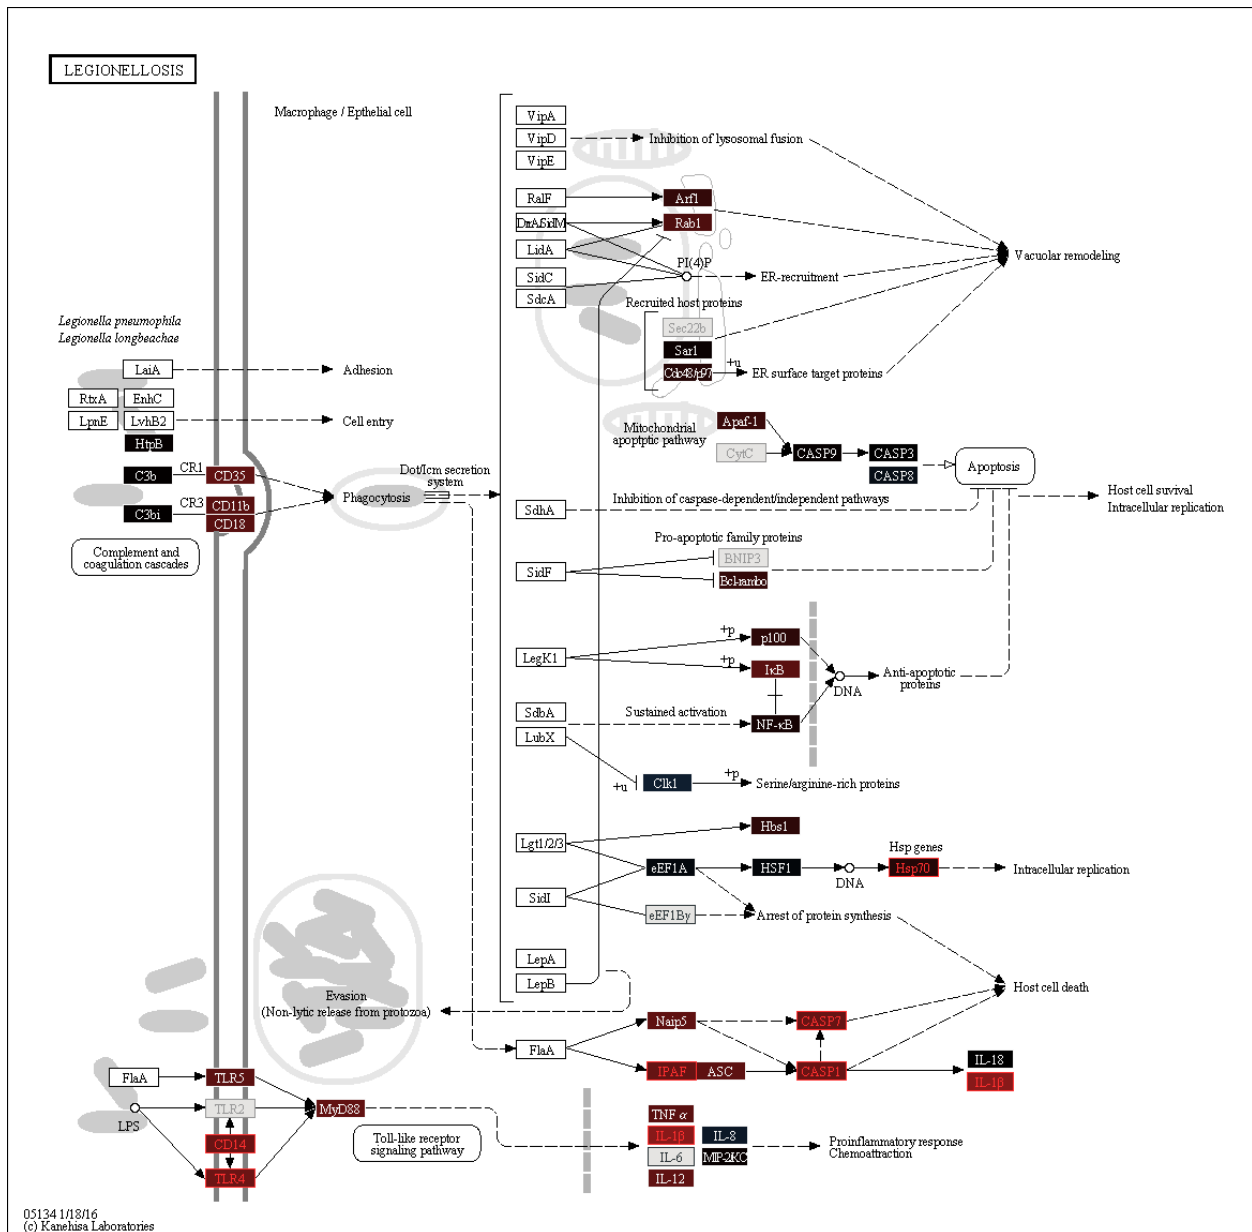 LEGIONELLOSIS
Macrophage / Epthelial cell
VipA
VipD
VipE
Inhibition of lysosomal fusion
RalF
DrrA/SidM
LidA
SidC
SdcA
Arf1
Rab1
PI(4)P
ER-recruitment
Vacuolar remodeling
Recruited host proteins
Sec22b
Sar1
Cdc48/p97
+u
ER surface target proteins
Legionella pneumophila
Legionella longbeachae
LaiA
Adhesion
RtxA
EnhC
LpnE
LvhB2
Cell entry
HtpB
C3b
CR1
CD35
C3bi
CR3
CD11b
CD18
Phagocytosis
Dot/Icm secretion
system
Complement and
coagulation cascades
Mitochondrial
apoptptic pathway
Apaf-1
CytC
CASP9
CASP3
CASP8
Apoptosis
SdhA
Inhibition of caspase-dependent/independent pathways
Host cell suvival
Intracellular replication
Pro-apoptotic family proteins
SidF
BNIP3
Bcl-rambo
LegK1
+p
p100
+p
IκB
DNA
Anti-apoptotic
proteins
SdbA
Sustained activation
NF-κB
LubX
+u
Clk1
+p
Serine/arginine-rich proteins
Lgt1/2/3
Hbs1
eEF1A
HSF1
DNA
Hsp genes
Hsp70
Intracellular replication
SidI
eEF1Bγ
Arrest of protein synthesis
LepA
LepB
Host cell death
Evasion
(Non-lytic release from protozoa)
FlaA
Naip5
CASP7
IPAF
ASC
CASP1
IL-18
IL-1β
FlaA
TLR5
TLR2
LPS
CD14
TLR4
MyD88
Toll-like receptor
signaling pathway
TNF α
IL-1β
IL-8
IL-6
MIP-2/KC
IL-12
Proinflammatory response
Chemoattraction
05134 1/18/16
(c) Kanehisa Laboratories